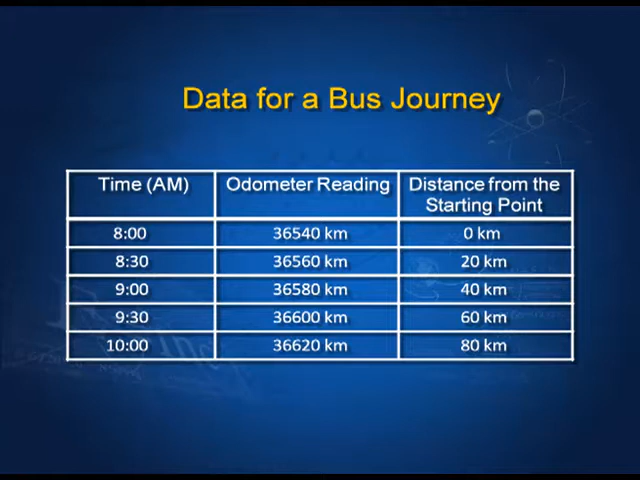 Data for a Bus Journey
Time (AM) Odometer Reading Distance from the
Starting Point
8:00 36540 km 0 km
8:30 36560 km 20 km
9:00 36580 km 40 km
9:30 36600 km 60 km
10:00 36620 km 80 km